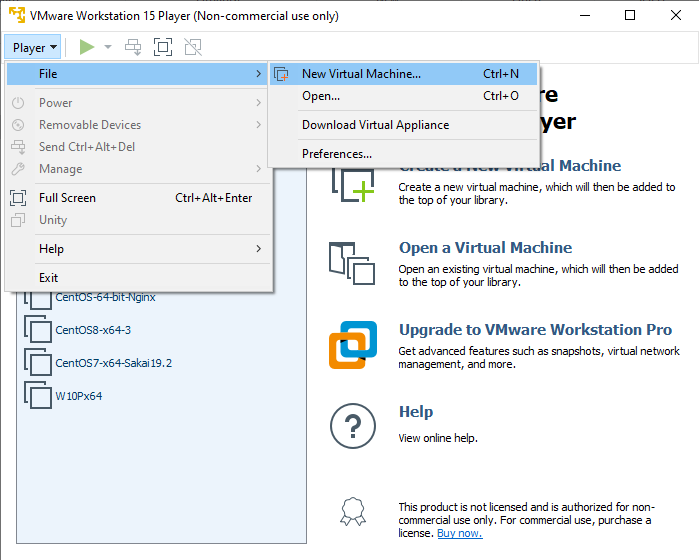 VMware Workstation 15 Player (Non-commercial use only)
Player
File
Power
Removable Devices
Send Ctrl+Alt+Del
Manage
Full Screen Ctrl+Alt+Enter
Unity
Help
Exit
New Virtual Machine... Ctrl+N
Open... Ctrl+O
Download Virtual Appliance
Preferences...
CentOS-64-bit-Nginx
CentOS8-x64-3
CentOS7-x64-Sakai19.2
W10Px64
Create a New Virtual Machine
Create a new virtual machine, which will then be added
to the top of your library.
Open a Virtual Machine
Open an existing virtual machine, which will then be added
to the top of your library.
Upgrade to VMware Workstation Pro
Get advanced features such as snapshots, virtual network
management, and more.
Help
View online help.
This product is not licensed and is authorized for non-
commercial use only. For commercial use, purchase a
license. Buy now.